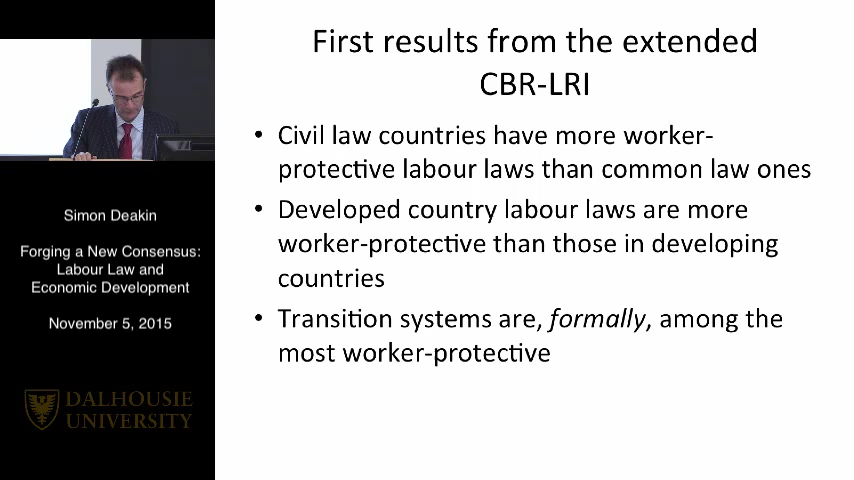 First results from the extended
CBR-LRI
• Civil law countries have more worker-
protective labour laws than common law ones
• Developed country labour laws are more
worker-protective than those in developing
countries
• Transition systems are, formally, among the
most worker-protective
Simon Deakin
Forging a New Consensus:
Labour Law and
Economic Development
November 5, 2015
DALHOUSIE
UNIVERSITY